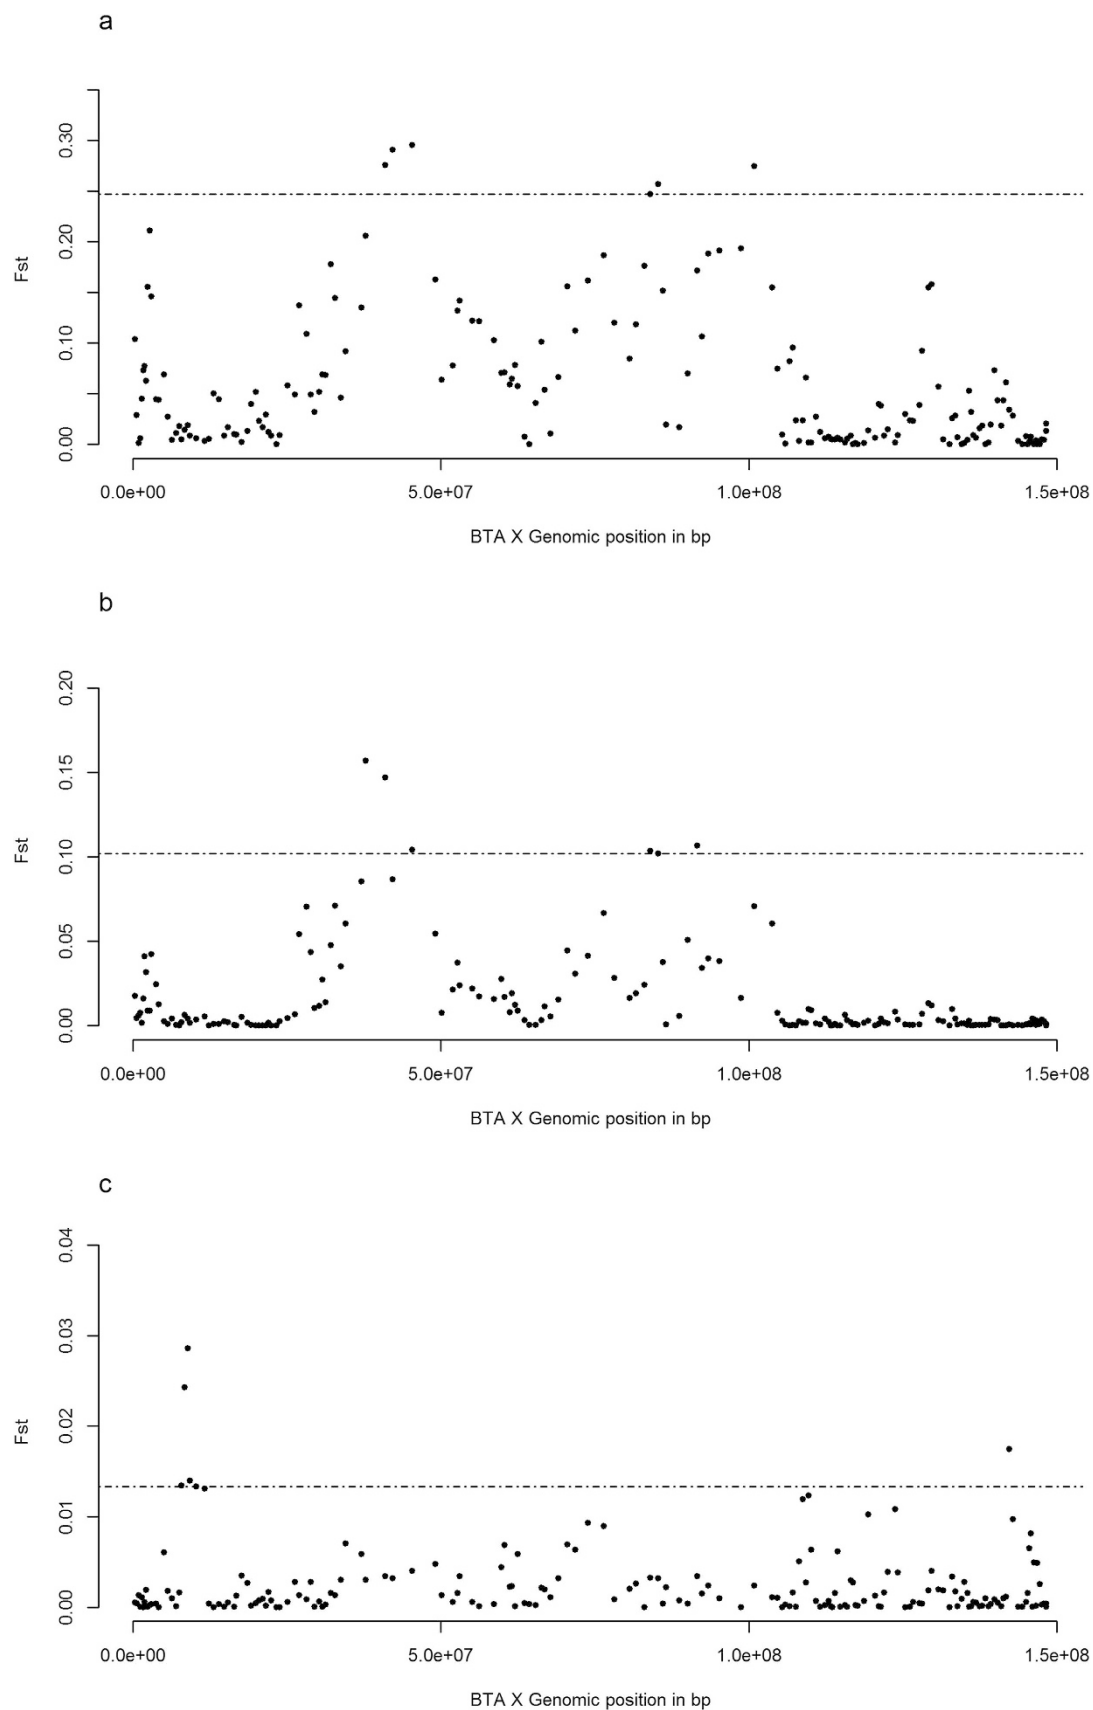 a
0.30
0.20
0.10
0.00
Fst
0.0e+00 5.0e+07 1.0e+08 1.5e+08
BTA X Genomic position in bp
b
0.20
0.15
0.10
0.05
0.00
Fst
0.0e+00 5.0e+07 1.0e+08 1.5e+08
BTA X Genomic position in bp
c
0.04
0.03
0.02
0.01
0.00
Fst
0.0e+00 5.0e+07 1.0e+08 1.5e+08
BTA X Genomic position in bp